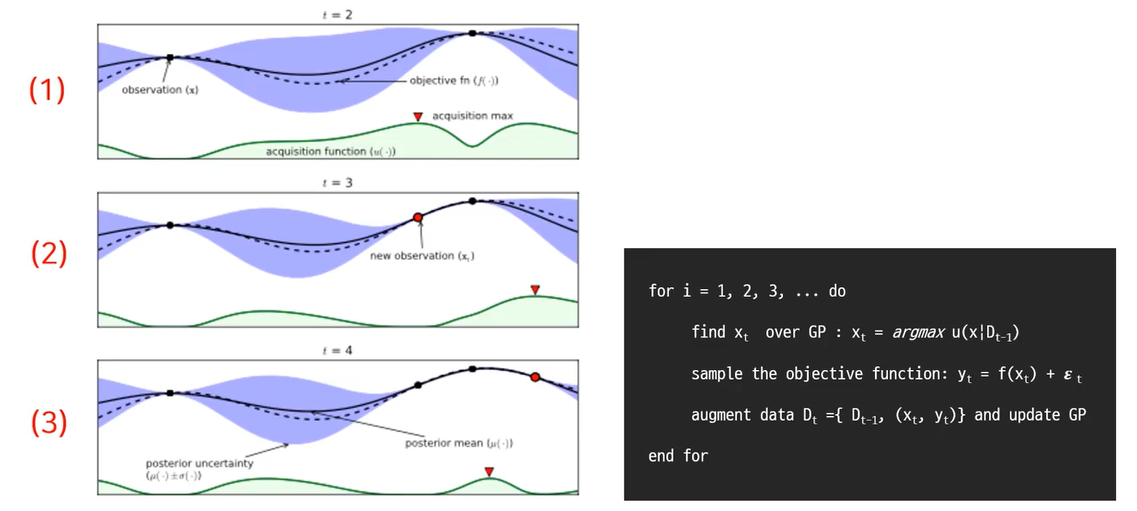 t = 2
(1)
observation (x)
objective fn (f(·))
acquisition max
acquisition function (u(·))
t = 3
(2)
new observation (xₜ)
t = 4
(3)
posterior mean (μ(·))
posterior uncertainty
(μ(·)±σ(·))
for i = 1, 2, 3, ... do
find xₜ over GP : xₜ = argmax u(x¦Dₜ₋₁)
sample the objective function: yₜ = f(xₜ) + εₜ
augment data Dₜ ={ Dₜ₋₁, (xₜ, yₜ)} and update GP
end for